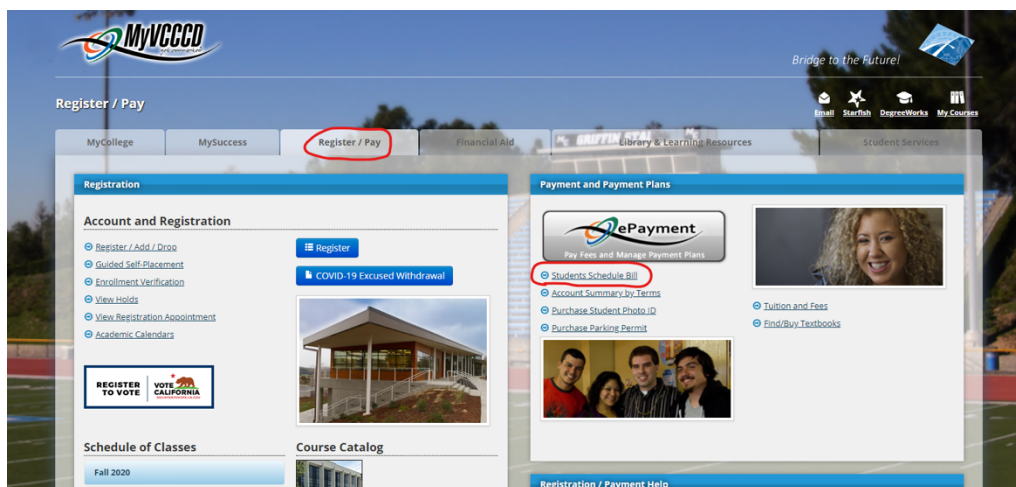 MyVCCCD
get connected
Bridge to the Future!
Register / Pay
Email Starfish DegreeWorks My Courses
MyCollege MySuccess Register / Pay Financial Aid Library & Learning Resources Student Services
Registration
Account and Registration
Register / Add / Drop
Guided Self-Placement
Enrollment Verification
View Holds
View Registration Appointment
Academic Calendars
Register
COVID-19 Excused Withdrawal
REGISTER
TO VOTE
VOTE
CALIFORNIA
Schedule of Classes
Fall 2020
Course Catalog
Payment and Payment Plans
ePayment
Pay Fees and Manage Payment Plans
Students Schedule Bill
Account Summary by Terms
Purchase Student Photo ID
Purchase Parking Permit
Tuition and Fees
Find/Buy Textbooks
Registration / Payment Help